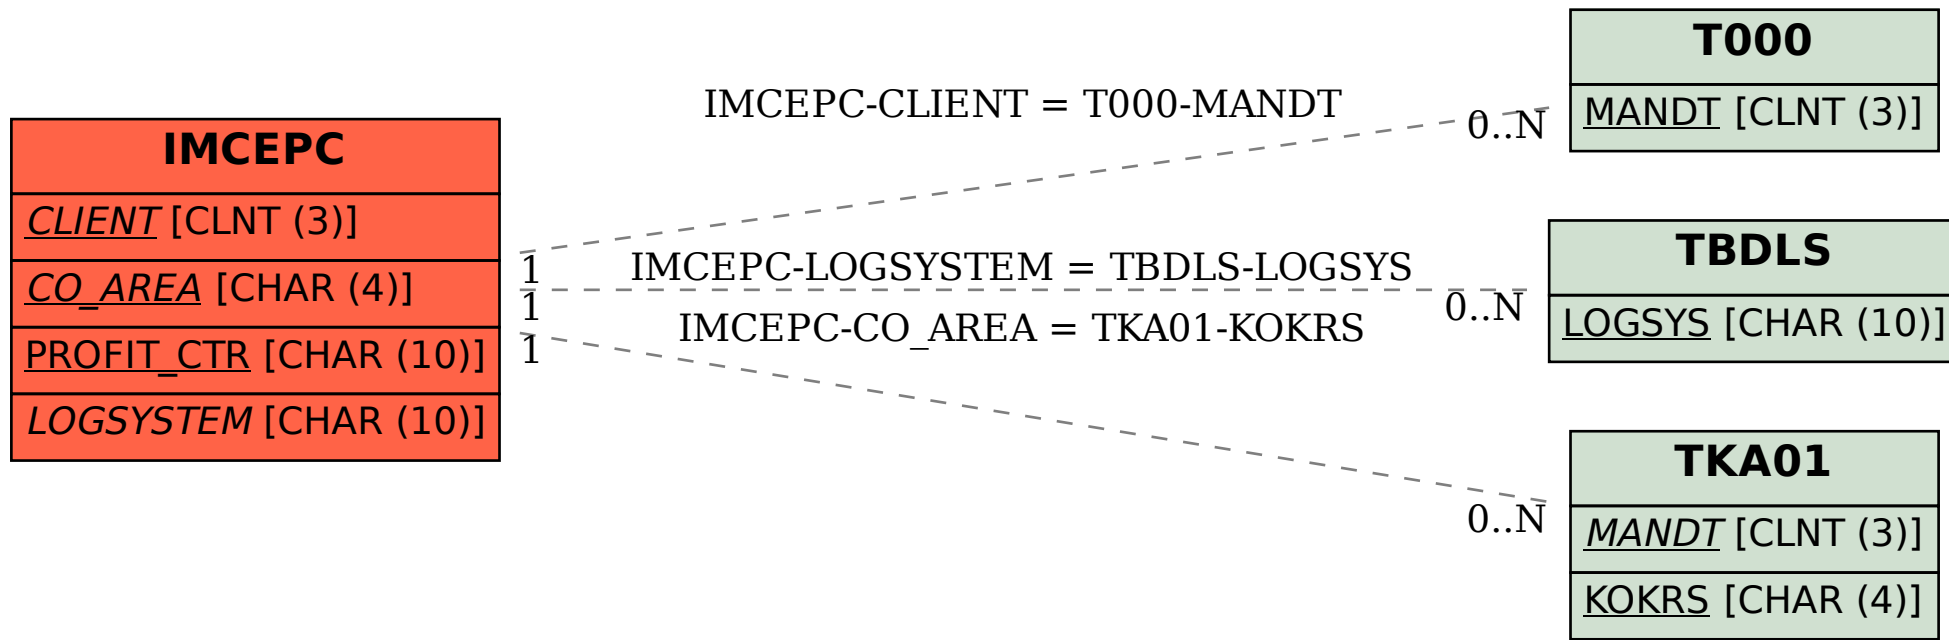 IMCEPC
CLIENT [CLNT (3)]
CO_AREA [CHAR (4)]
PROFIT_CTR [CHAR (10)]
LOGSYSTEM [CHAR (10)]
IMCEPC-CLIENT = T000-MANDT
0..N
1
IMCEPC-LOGSYSTEM = TBDLS-LOGSYS
0..N
1
IMCEPC-CO_AREA = TKA01-KOKRS
0..N
1
T000
MANDT [CLNT (3)]
TBDLS
LOGSYS [CHAR (10)]
TKA01
MANDT [CLNT (3)]
KOKRS [CHAR (4)]